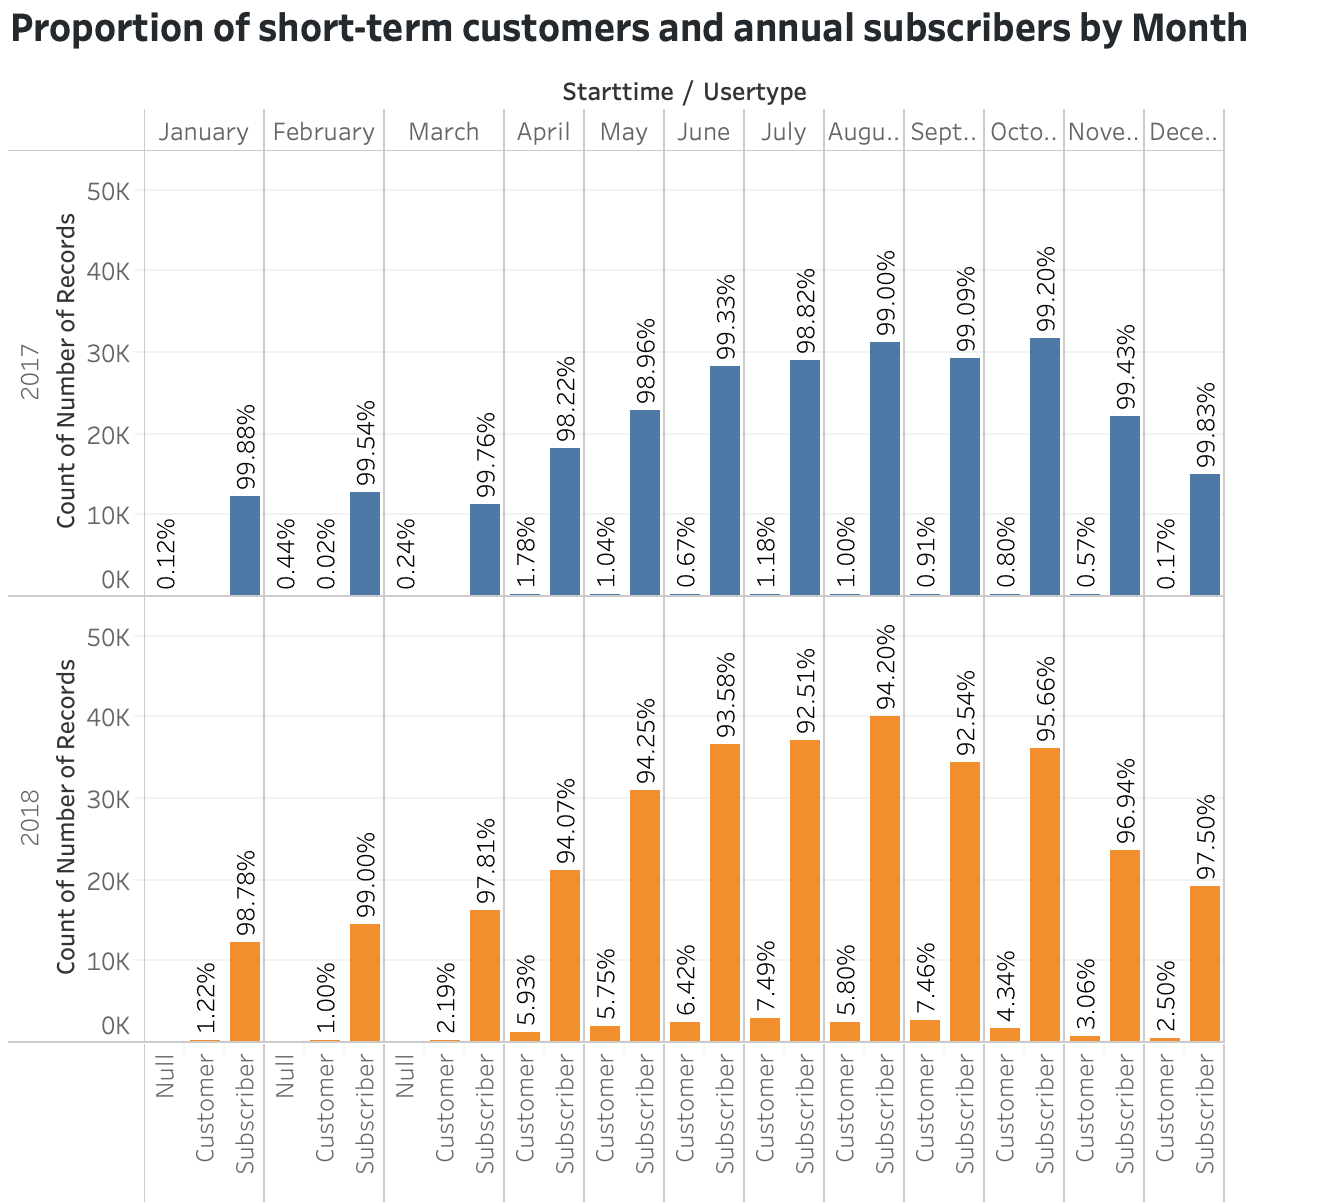 Proportion of short-term customers and annual subscribers by Month
Starttime / Usertype
January February March April May June July Augu.. Sept.. Octo.. Nove.. Dece..
2017
Count of Number of Records
50K
40K
30K
20K
10K
0K
0.12% 99.88% 0.44% 0.02% 99.54% 0.24% 99.76% 1.78% 98.22% 1.04% 98.96% 0.67% 99.33% 1.18% 98.82% 1.00% 99.00% 0.91% 99.09% 0.80% 99.20% 0.57% 99.43% 0.17% 99.83%
2018
Count of Number of Records
50K
40K
30K
20K
10K
0K
1.22% 98.78% 1.00% 99.00% 2.19% 97.81% 5.93% 94.07% 5.75% 94.25% 6.42% 93.58% 7.49% 92.51% 5.80% 94.20% 7.46% 92.54% 4.34% 95.66% 3.06% 96.94% 2.50% 97.50%
Null Customer Subscriber Null Customer Subscriber Null Customer Subscriber Customer Subscriber Customer Subscriber Customer Subscriber Customer Subscriber Customer Subscriber Customer Subscriber Customer Subscriber Customer Subscriber Customer Subscriber